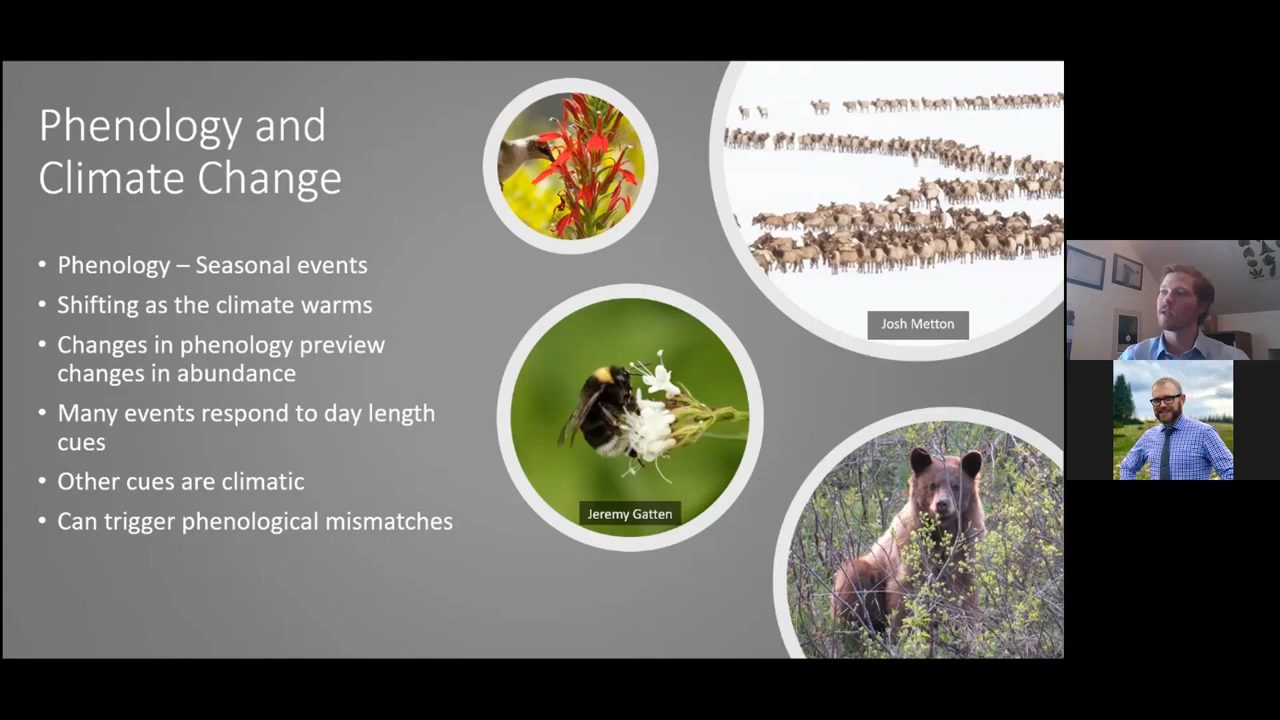 Phenology and
Climate Change
• Phenology – Seasonal events
• Shifting as the climate warms
• Changes in phenology preview
changes in abundance
• Many events respond to day length
cues
• Other cues are climatic
• Can trigger phenological mismatches
Josh Metton
Jeremy Gatten